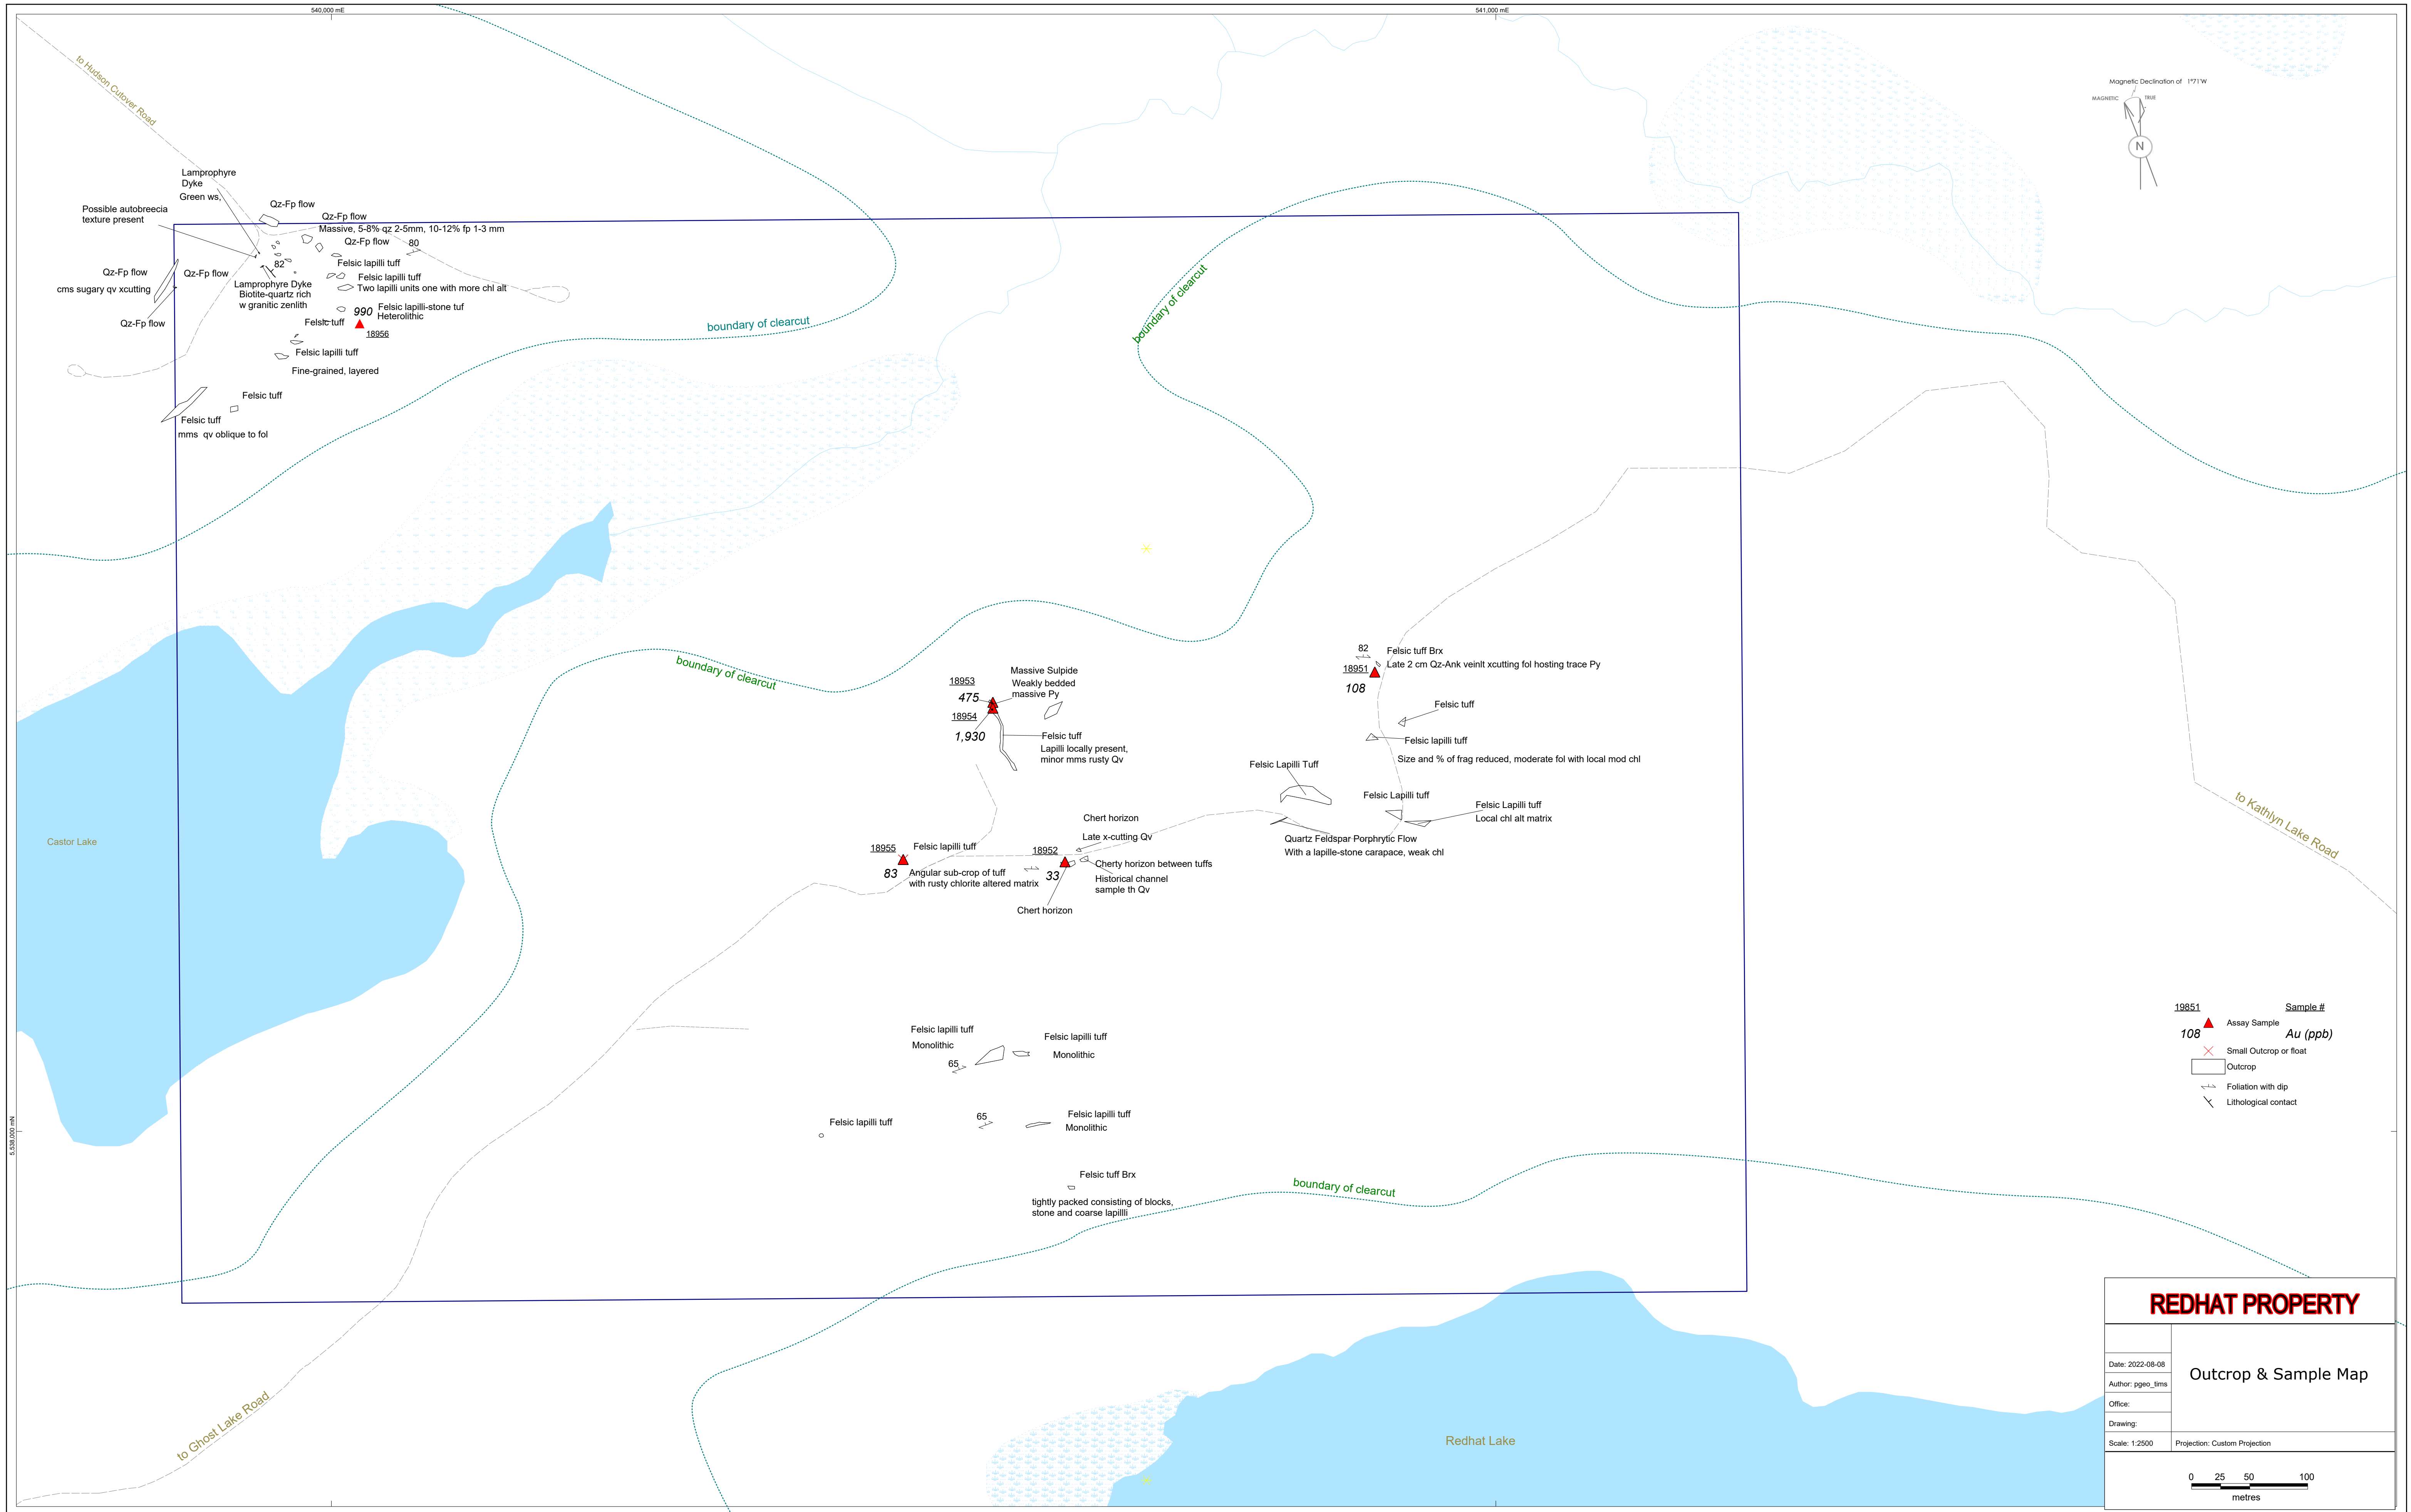 540,000 mE
541,000 mE
to Hudson Cutover Road
Magnetic Declination of 1°71'W
MAGNETIC
TRUE
N
Lamprophyre
Dyke
Green ws,
Possible autobreecia
texture present
Qz-Fp flow
Qz-Fp flow
Massive, 5-8% qz 2-5mm, 10-12% fp 1-3 mm
Qz-Fp flow
80
82
Felsic lapilli tuff
Qz-Fp flow
cms sugary qv xcutting
Qz-Fp flow
Felsic lapilli tuff
Two lapilli units one with more chl alt
Lamprophyre Dyke
Biotite-quartz rich
w granitic zenlith
Qz-Fp flow
990
Felsic lapilli-stone tuf
Heterolithic
Felsic tuff
18956
Felsic lapilli tuff
Fine-grained, layered
Felsic tuff
Felsic tuff
mms qv oblique to fol
boundary of clearcut
boundary of clearcut
boundary of clearcut
Castor Lake
18953
475
18954
1,930
Massive Sulpide
Weakly bedded
massive Py
Felsic tuff
Lapilli locally present,
minor mms rusty Qv
82
18951
108
Felsic tuff Brx
Late 2 cm Qz-Ank veinlt xcutting fol hosting trace Py
Felsic tuff
Felsic lapilli tuff
Size and % of frag reduced, moderate fol with local mod chl
Felsic Lapilli Tuff
Felsic Lapilli tuff
Felsic Lapilli tuff
Local chl alt matrix
Quartz Feldspar Porphrytic Flow
With a lapille-stone carapace, weak chl
to Kathlyn Lake Road
Chert horizon
Late x-cutting Qv
18955
Felsic lapilli tuff
83
Angular sub-crop of tuff
with rusty chlorite altered matrix
18952
33
Cherty horizon between tuffs
Historical channel
sample th Qv
Chert horizon
Felsic lapilli tuff
Monolithic
65
Felsic lapilli tuff
Monolithic
Felsic lapilli tuff
65
Felsic lapilli tuff
Monolithic
Felsic tuff Brx
tightly packed consisting of blocks,
stone and coarse lapillli
boundary of clearcut
5,538,000 mN
to Ghost Lake Road
Redhat Lake
19851
Sample #
Assay Sample
108
Au (ppb)
Small Outcrop or float
Outcrop
Foliation with dip
Lithological contact
REDHAT PROPERTY
Outcrop & Sample Map
Date: 2022-08-08
Author: pgeo_tims
Office:
Drawing:
Scale: 1:2500
Projection: Custom Projection
0 25 50 100
metres